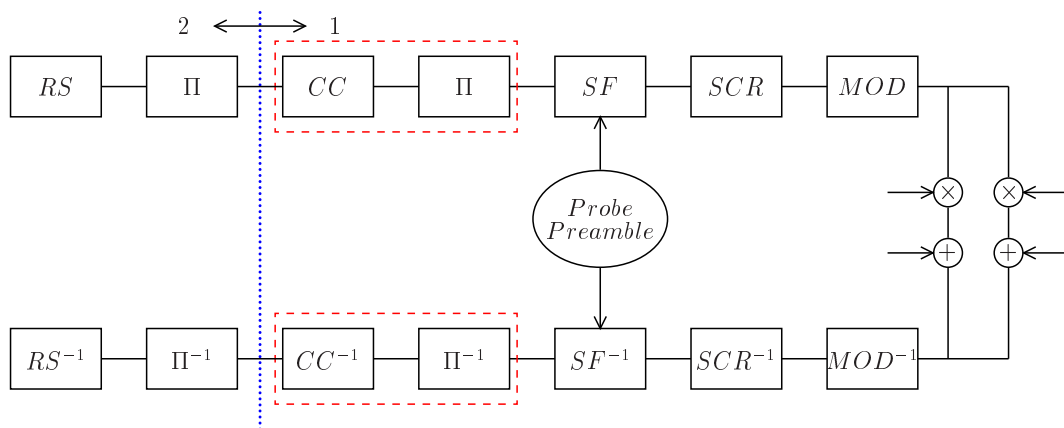 2 1
RS Π CC Π SF SCR MOD
Probe
Preamble
× ×
+ +
RS⁻¹ Π⁻¹ CC⁻¹ Π⁻¹ SF⁻¹ SCR⁻¹ MOD⁻¹